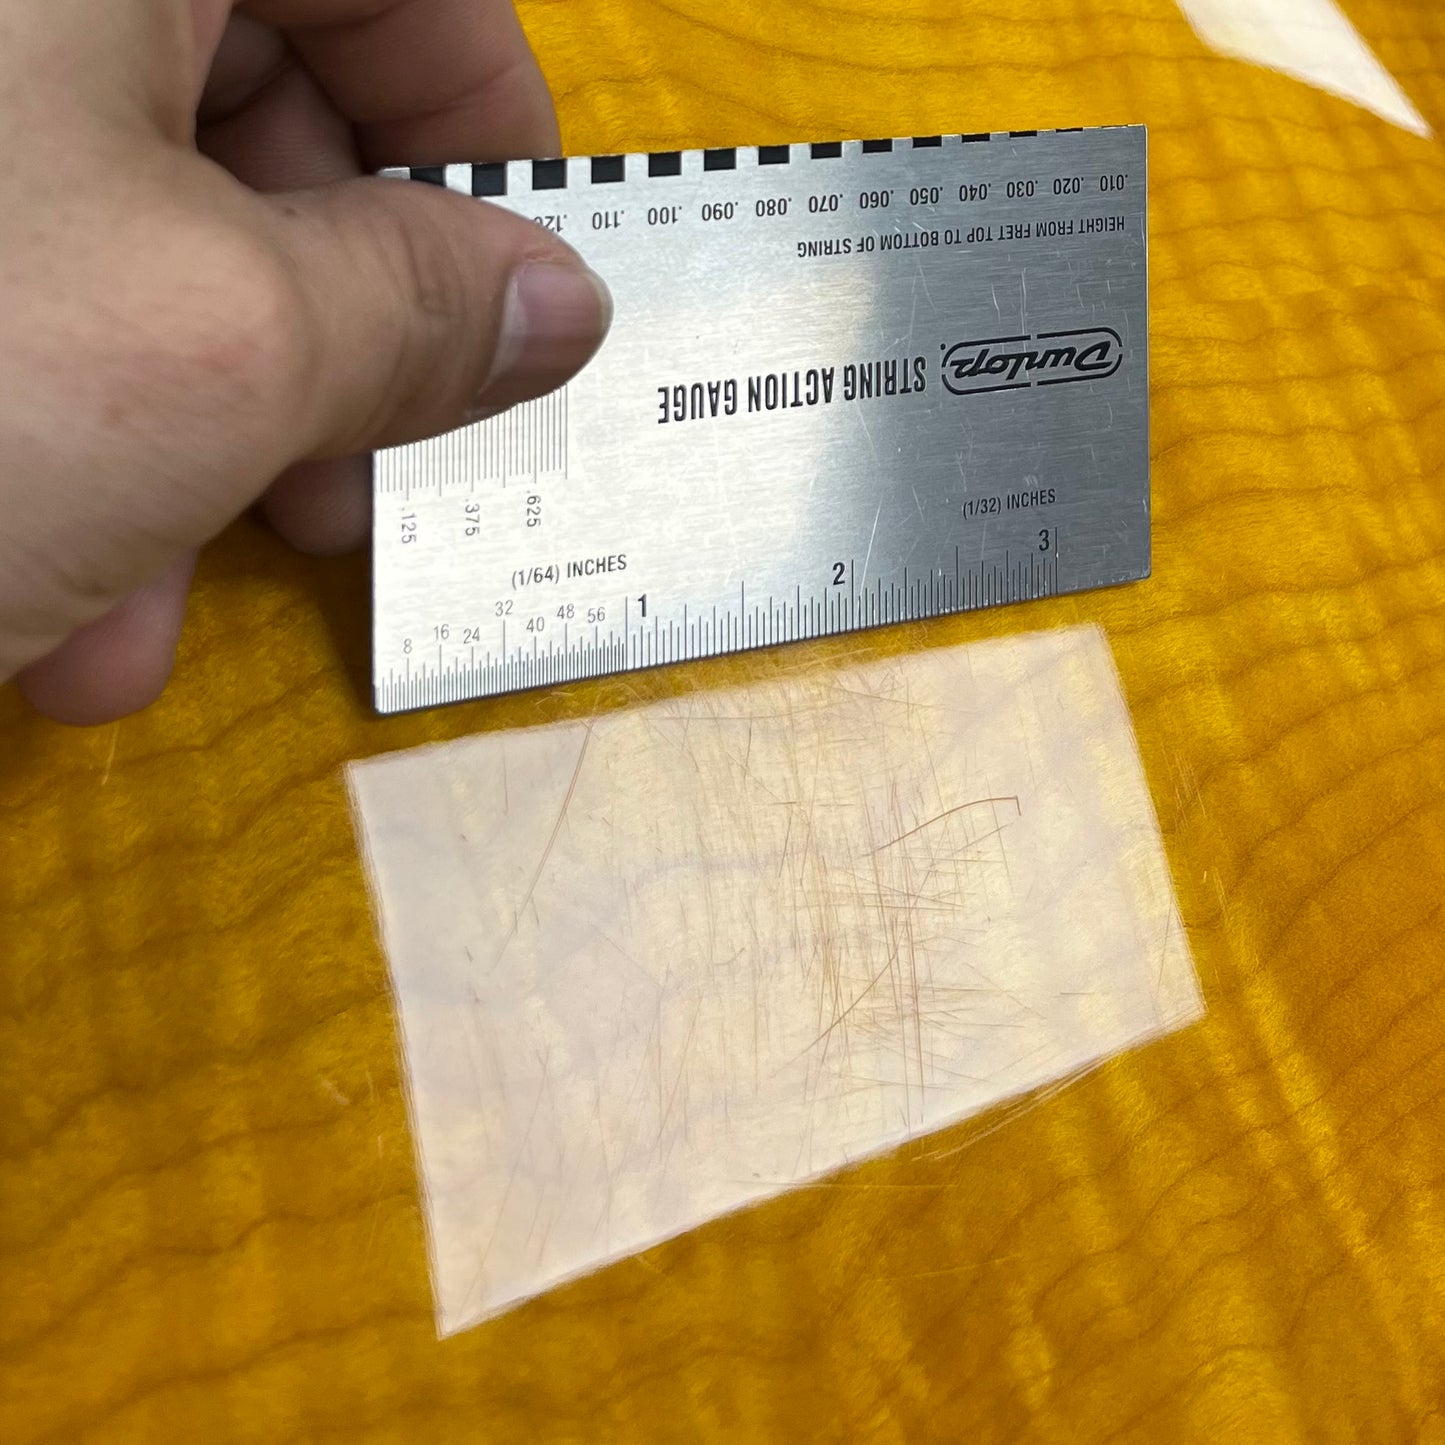 .120 .110 .100 .090 .080 .070 .060 .050 .040 .030 .020 .010
HEIGHT FROM FRET TOP TO BOTTOM OF STRING
Dunlop
STRING ACTION GAUGE
.125 .375 .625
(1/32) INCHES
(1/64) INCHES
8 16 24 32 40 48 56 1 2 3